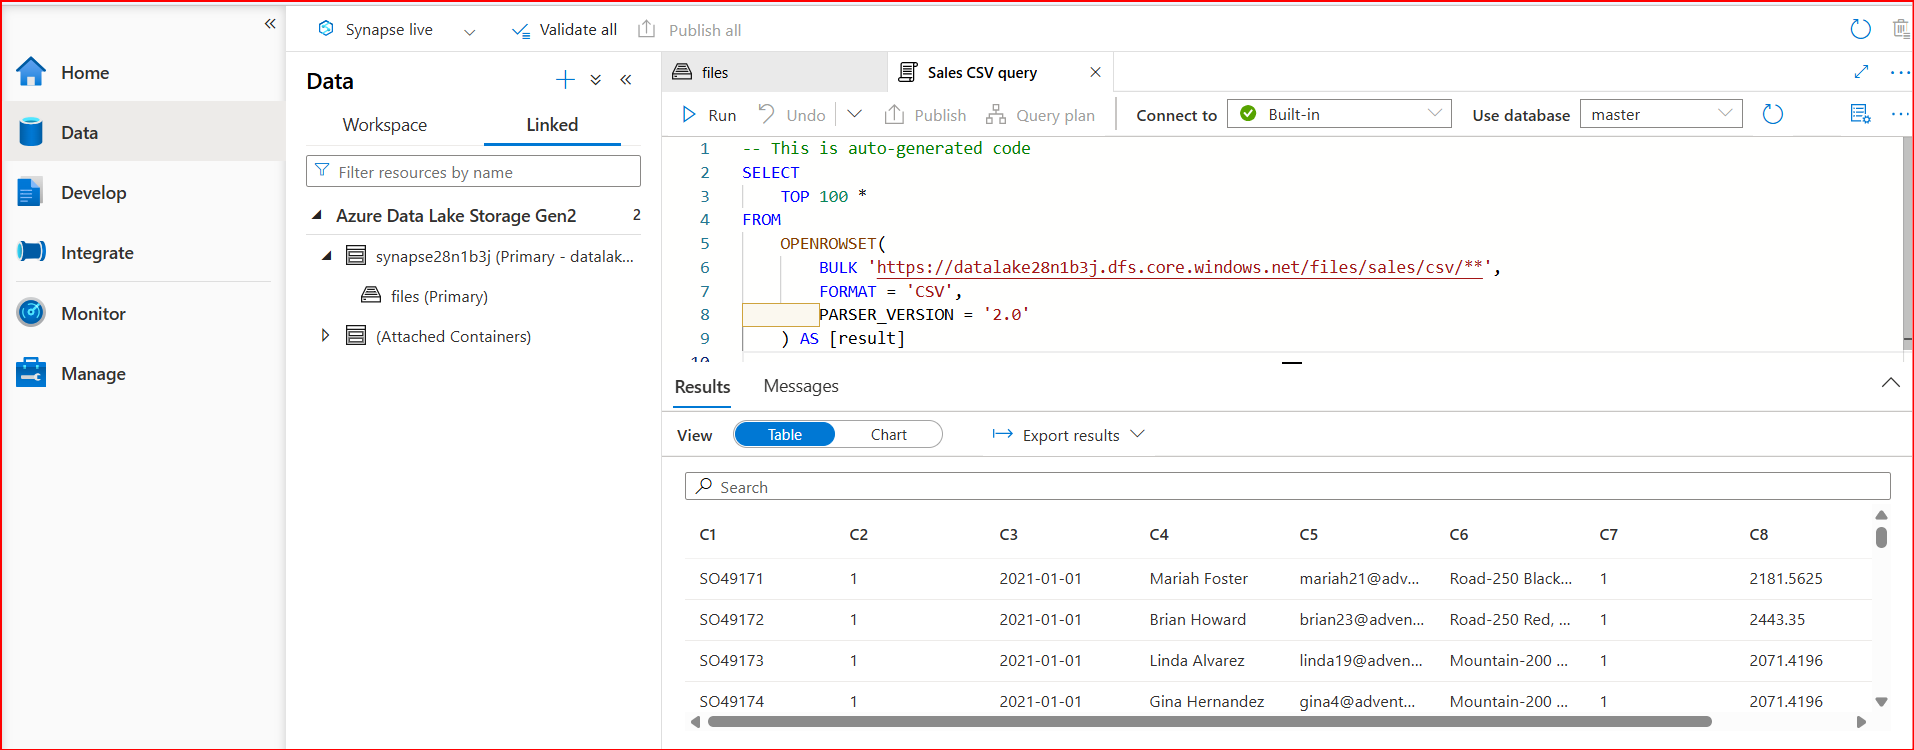 Synapse live
Validate all
Publish all
Home
Data
Develop
Integrate
Monitor
Manage
Data
Workspace
Linked
Filter resources by name
Azure Data Lake Storage Gen2 2
synapse28n1b3j (Primary - datalak...
files (Primary)
(Attached Containers)
files
Sales CSV query
Run
Undo
Publish
Query plan
Connect to
Built-in
Use database
master
1 -- This is auto-generated code
2 SELECT
3 TOP 100 *
4 FROM
5 OPENROWSET(
6 BULK 'https://datalake28n1b3j.dfs.core.windows.net/files/sales/csv/**',
7 FORMAT = 'CSV',
8 PARSER_VERSION = '2.0'
9 ) AS [result]
10
Results
Messages
View
Table
Chart
Export results
Search
C1 C2 C3 C4 C5 C6 C7 C8
SO49171 1 2021-01-01 Mariah Foster mariah21@adv... Road-250 Black... 1 2181.5625
SO49172 1 2021-01-01 Brian Howard brian23@adven... Road-250 Red, ... 1 2443.35
SO49173 1 2021-01-01 Linda Alvarez linda19@adven... Mountain-200 ... 1 2071.4196
SO49174 1 2021-01-01 Gina Hernandez gina4@advent... Mountain-200 ... 1 2071.4196